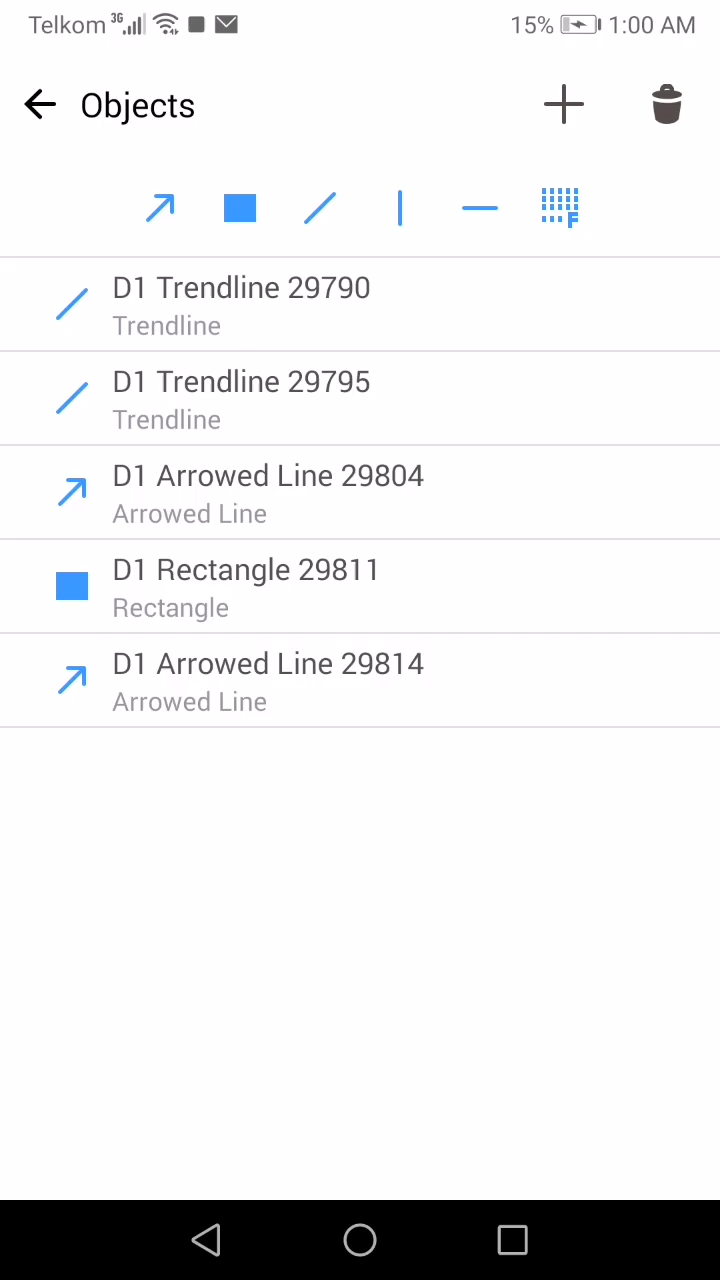 Telkom 3G 15% 1:00 AM
Objects
F
D1 Trendline 29790
Trendline
D1 Trendline 29795
Trendline
D1 Arrowed Line 29804
Arrowed Line
D1 Rectangle 29811
Rectangle
D1 Arrowed Line 29814
Arrowed Line